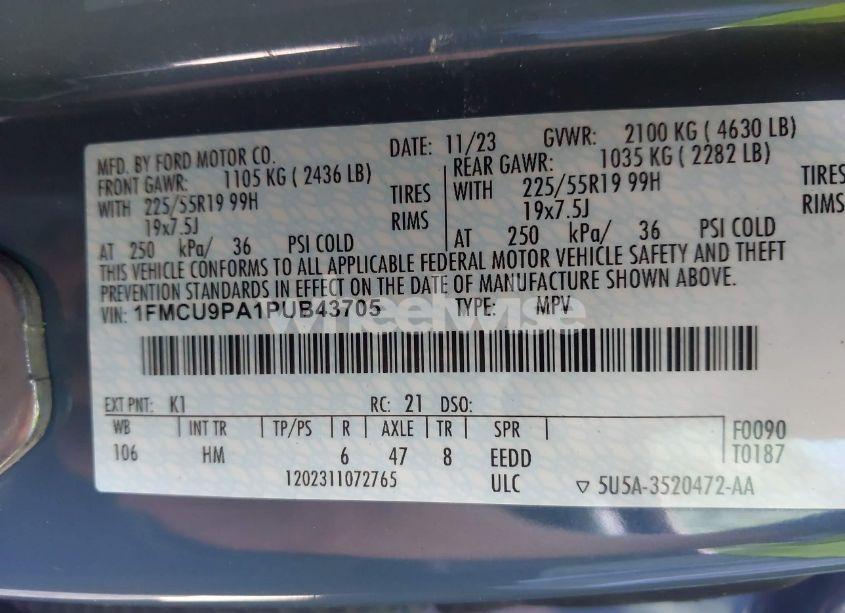 MFD. BY FORD MOTOR CO.
DATE: 11/23 GVWR: 2100 KG ( 4630 LB)
FRONT GAWR: 1105 KG ( 2436 LB)
REAR GAWR: 1035 KG ( 2282 LB)
WITH 225/55R19 99H TIRES
WITH 225/55R19 99H TIRES
19x7.5J RIMS
19x7.5J RIMS
AT 250 kPa/ 36 PSI COLD
AT 250 kPa/ 36 PSI COLD
THIS VEHICLE CONFORMS TO ALL APPLICABLE FEDERAL MOTOR VEHICLE SAFETY AND THEFT
PREVENTION STANDARDS IN EFFECT ON THE DATE OF MANUFACTURE SHOWN ABOVE.
VIN: 1FMCU9PA1PUB43705 TYPE: MPV
wheelwise
EXT PNT: K1 RC: 21 DSO:
WB INT TR TP/PS R AXLE TR SPR F0090
106 HM 6 47 8 EEDD T0187
1202311072765 ULC ▽ 5U5A-3520472-AA